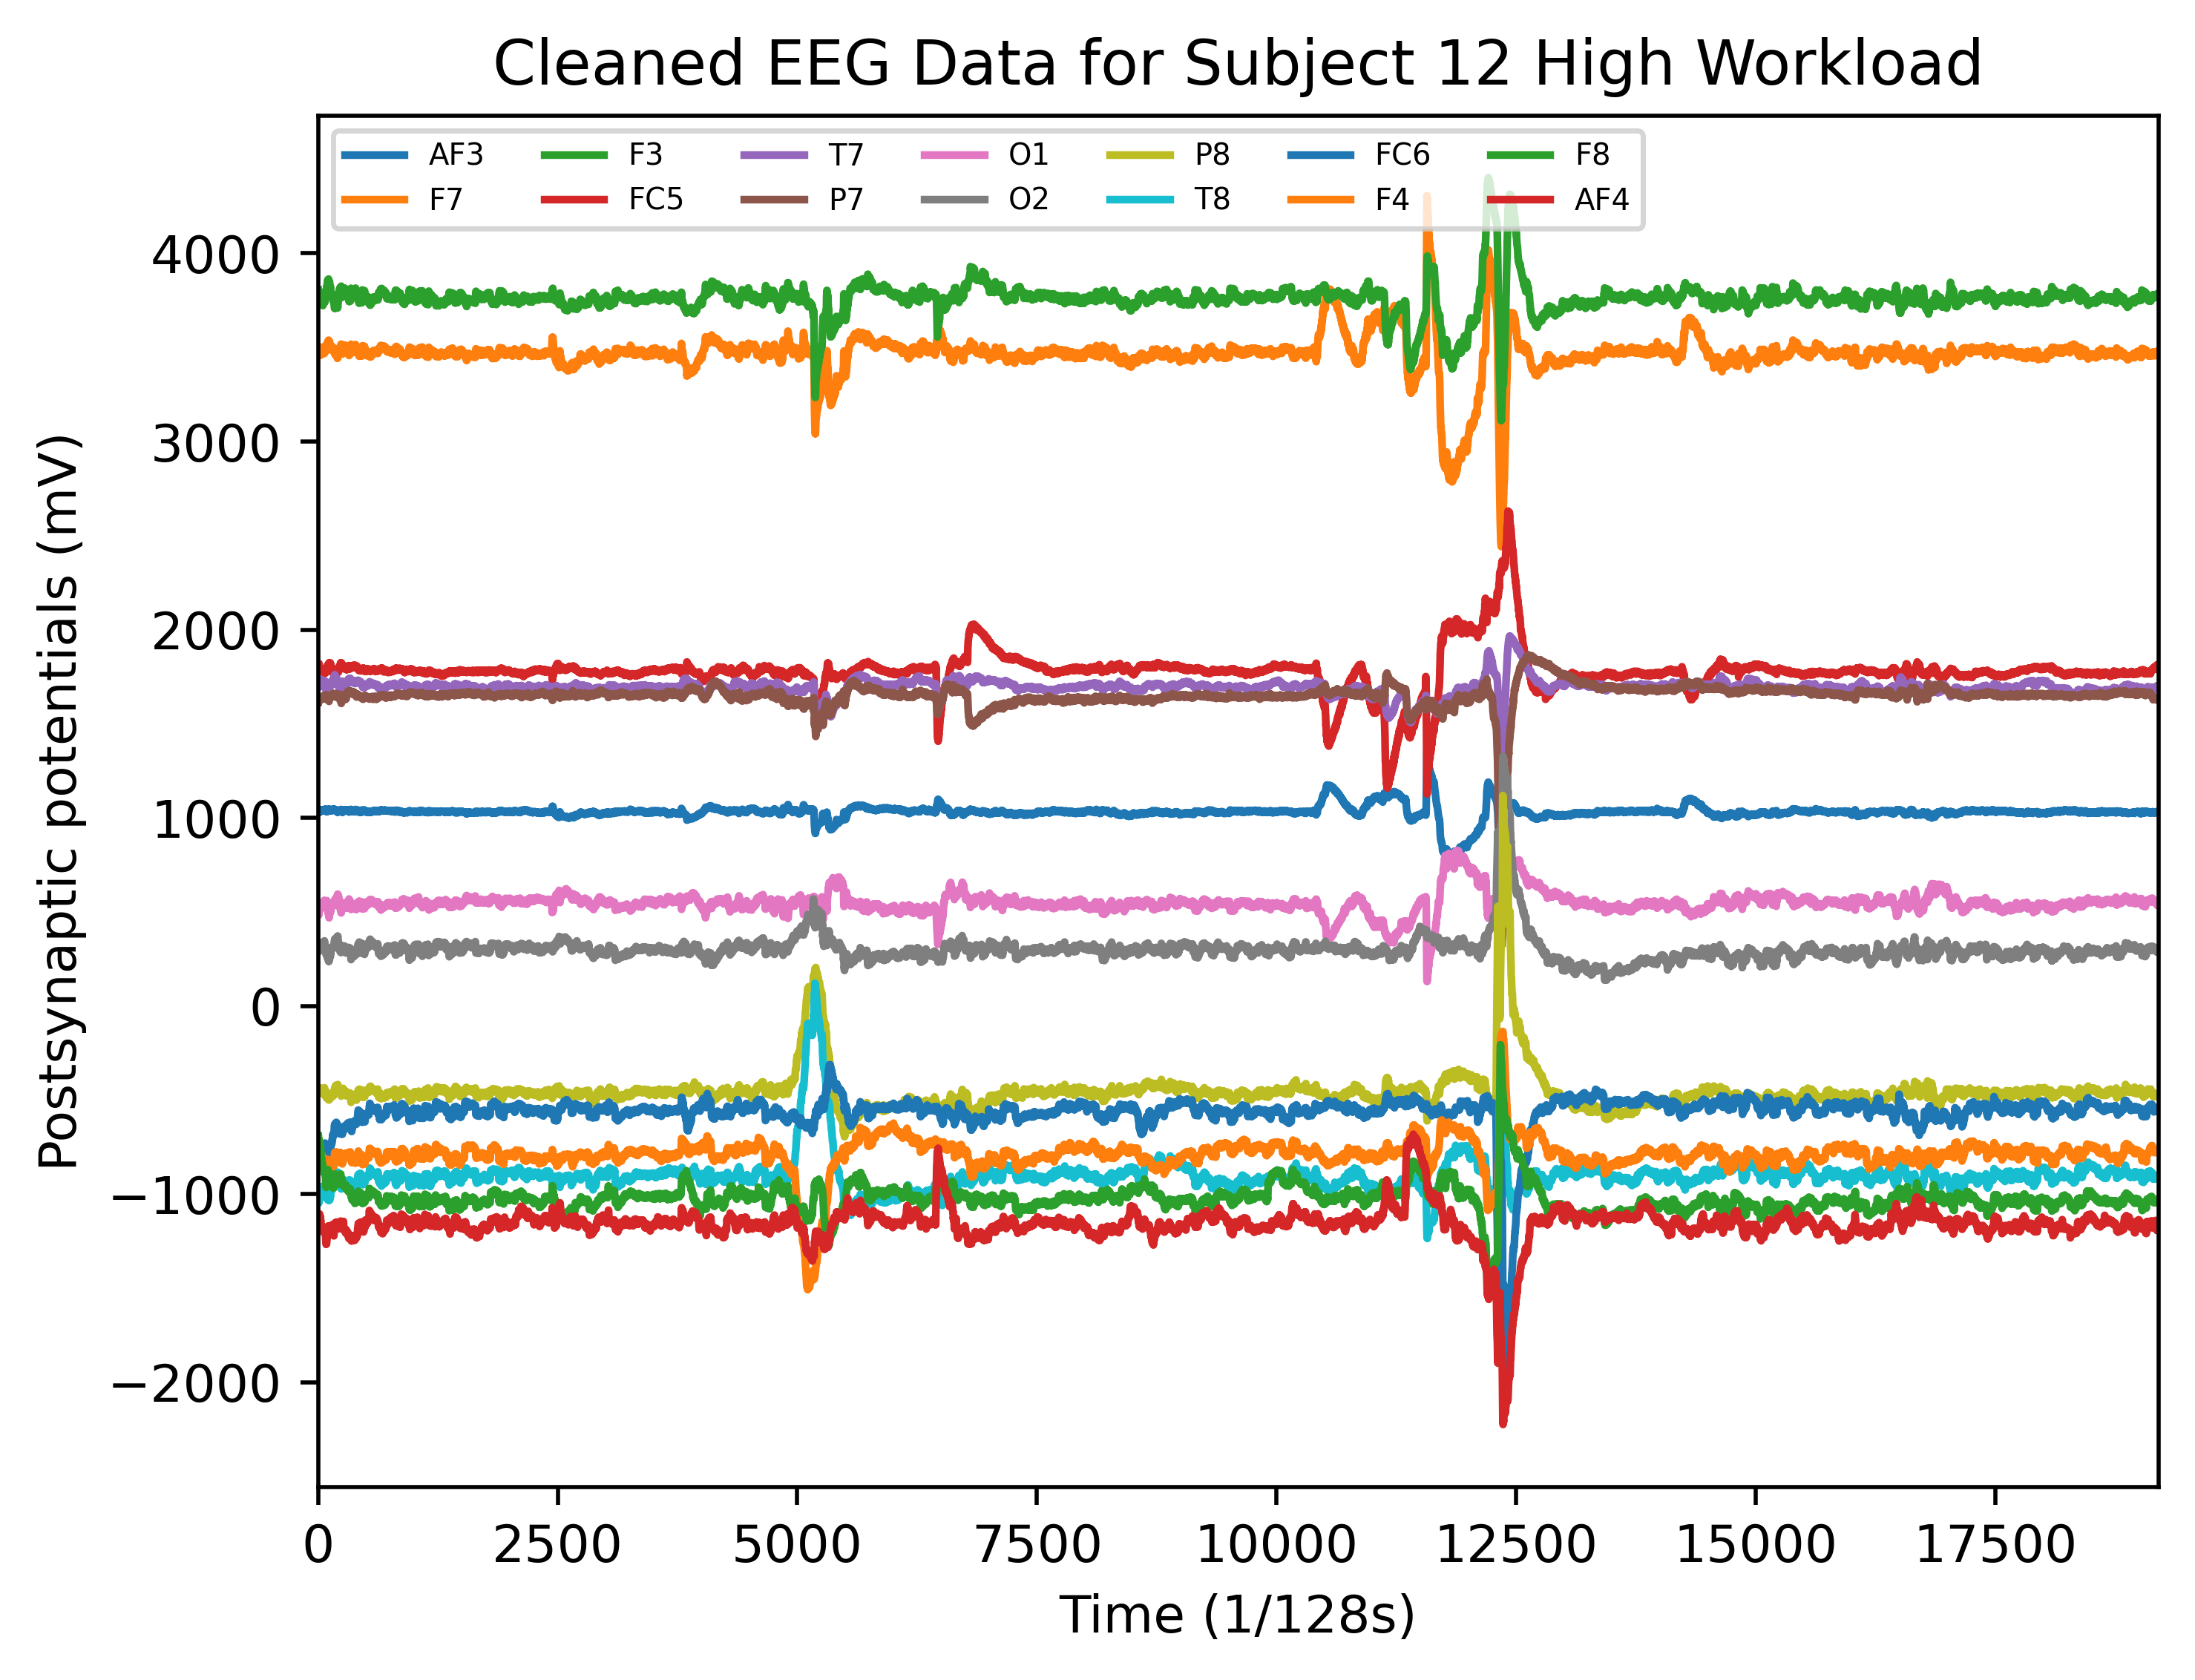 Cleaned EEG Data for Subject 12 High Workload
AF3 F3 T7 O1 P8 FC6 F8
F7 FC5 P7 O2 T8 F4 AF4
Postsynaptic potentials (mV)
4000
3000
2000
1000
0
−1000
−2000
0 2500 5000 7500 10000 12500 15000 17500
Time (1/128s)